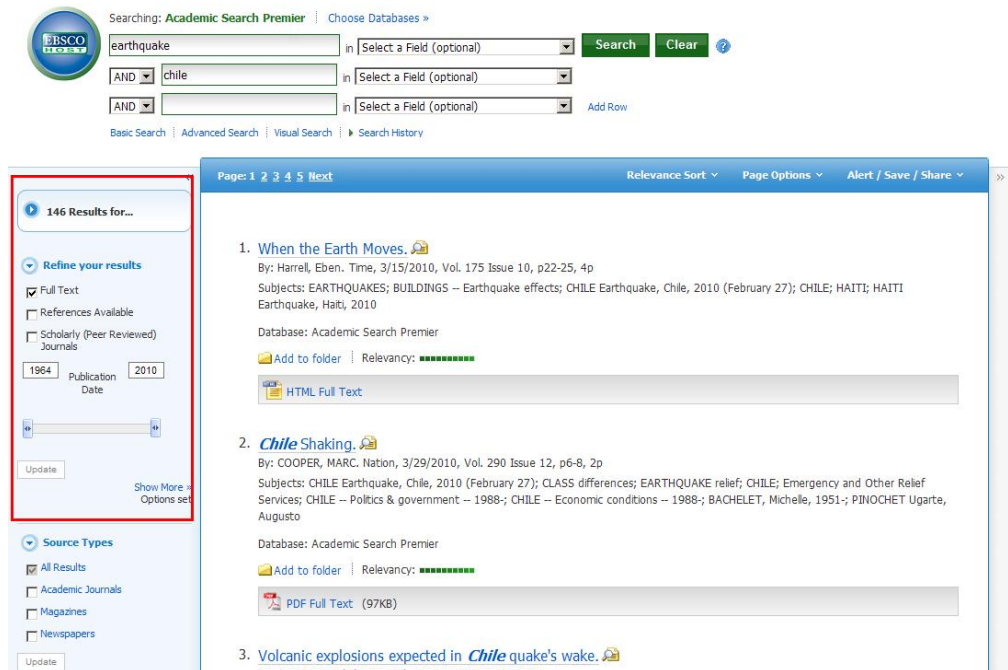 Searching: Academic Search Premier | Choose Databases »
EBSCO
HOST
earthquake in Select a Field (optional) Search Clear ?
AND chile in Select a Field (optional)
AND in Select a Field (optional) Add Row
Basic Search | Advanced Search | Visual Search | Search History
«
146 Results for...
Refine your results
Full Text
References Available
Scholarly (Peer Reviewed)
Journals
1964 Publication 2010
Date
Update
Show More »
Options set
Source Types
All Results
Academic Journals
Magazines
Newspapers
Update
Page: 1 2 3 4 5 Next Relevance Sort Page Options Alert / Save / Share »
1. When the Earth Moves.
By: Harrell, Eben. Time, 3/15/2010, Vol. 175 Issue 10, p22-25, 4p
Subjects: EARTHQUAKES; BUILDINGS -- Earthquake effects; CHILE Earthquake, Chile, 2010 (February 27); CHILE; HAITI; HAITI
Earthquake, Haiti, 2010
Database: Academic Search Premier
Add to folder | Relevancy:
HTML Full Text
2. Chile Shaking.
By: COOPER, MARC. Nation, 3/29/2010, Vol. 290 Issue 12, p6-8, 2p
Subjects: CHILE Earthquake, Chile, 2010 (February 27); CLASS differences; EARTHQUAKE relief; CHILE; Emergency and Other Relief
Services; CHILE -- Politics & government -- 1988-; CHILE -- Economic conditions -- 1988-; BACHELET, Michelle, 1951-; PINOCHET Ugarte,
Augusto
Database: Academic Search Premier
Add to folder | Relevancy:
PDF Full Text (97KB)
3. Volcanic explosions expected in Chile quake's wake.